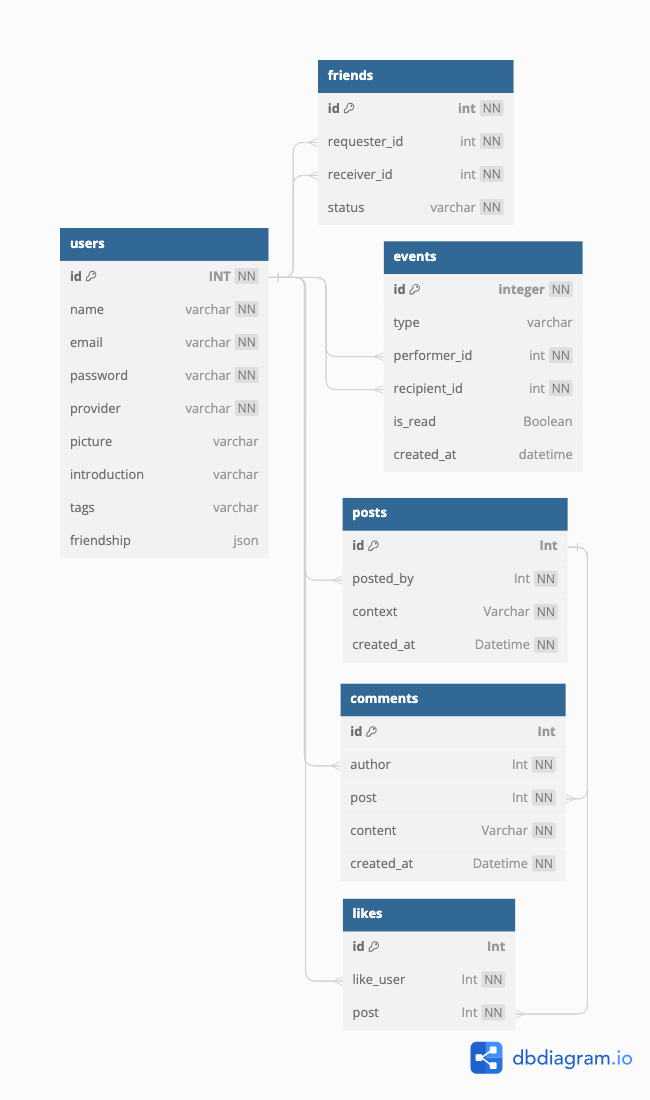 friends
id int NN
requester_id int NN
receiver_id int NN
status varchar NN
users
id INT NN
name varchar NN
email varchar NN
password varchar NN
provider varchar NN
picture varchar
introduction varchar
tags varchar
friendship json
events
id integer NN
type varchar
performer_id int NN
recipient_id int NN
is_read Boolean
created_at datetime
posts
id Int
posted_by Int NN
context Varchar NN
created_at Datetime NN
comments
id Int
author Int NN
post Int NN
content Varchar NN
created_at Datetime NN
likes
id Int
like_user Int NN
post Int NN
dbdiagram.io